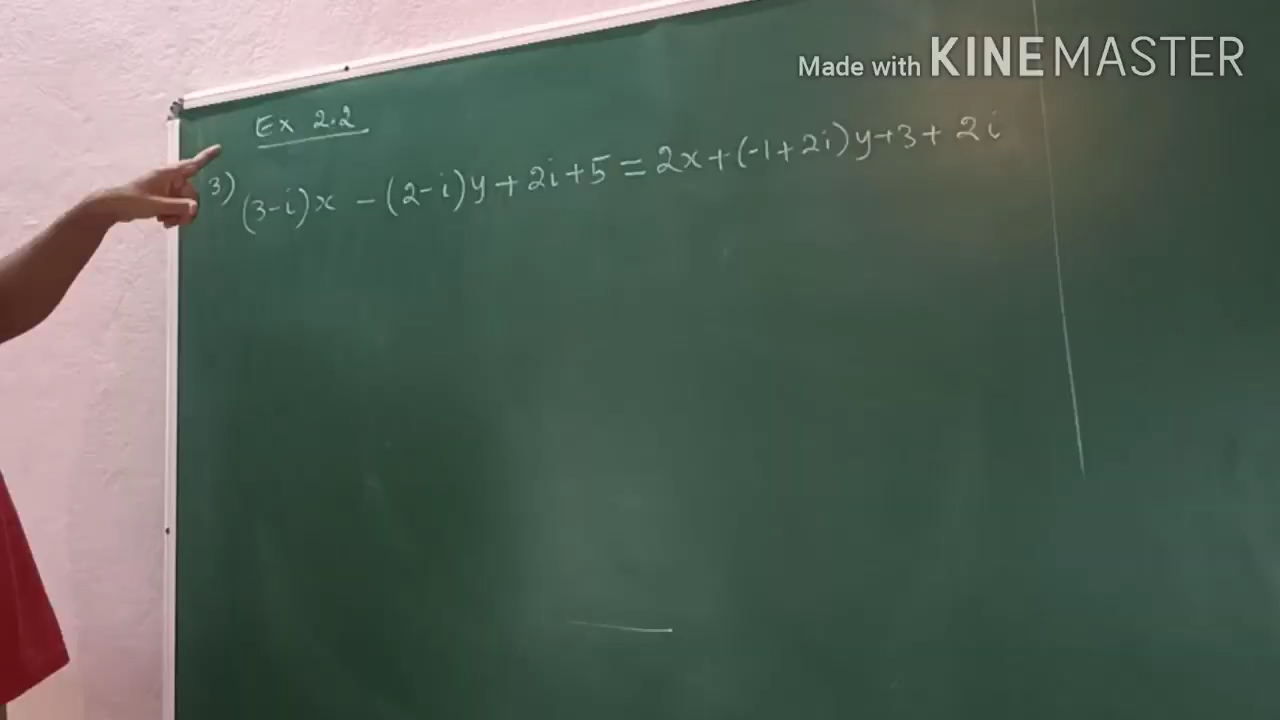 Made with KINEMASTER
Ex 2.2
3) (3-i)x - (2-i)y + 2i + 5 = 2x + (-1+2i)y + 3 + 2i